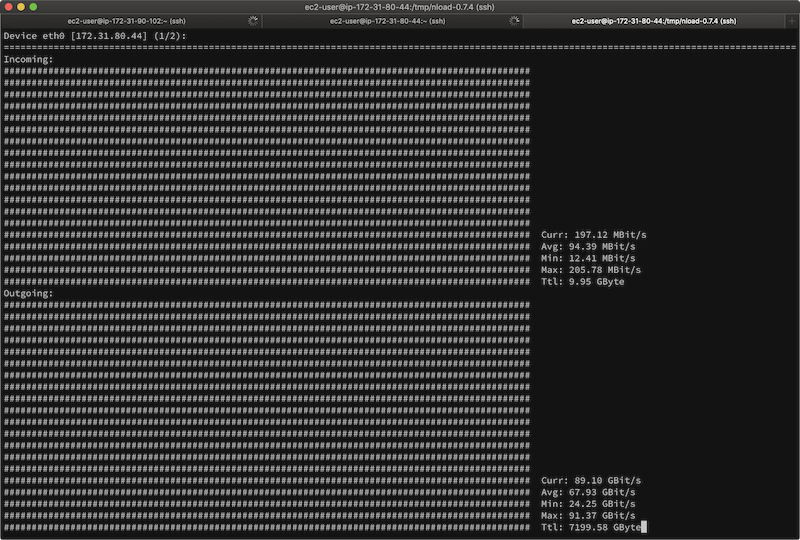 ec2-user@ip-172-31-80-44:/tmp/nload-0.7.4 (ssh)
ec2-user@ip-172-31-90-102:~ (ssh)
ec2-user@ip-172-31-80-44:~ (ssh)
ec2-user@ip-172-31-80-44:/tmp/nload-0.7.4 (ssh)
Device eth0 [172.31.80.44] (1/2):
Incoming:
Curr: 197.12 MBit/s
Avg: 94.39 MBit/s
Min: 12.41 MBit/s
Max: 205.78 MBit/s
Ttl: 9.95 GByte
Outgoing:
Curr: 89.10 GBit/s
Avg: 67.93 GBit/s
Min: 24.25 GBit/s
Max: 91.37 GBit/s
Ttl: 7199.58 GByte